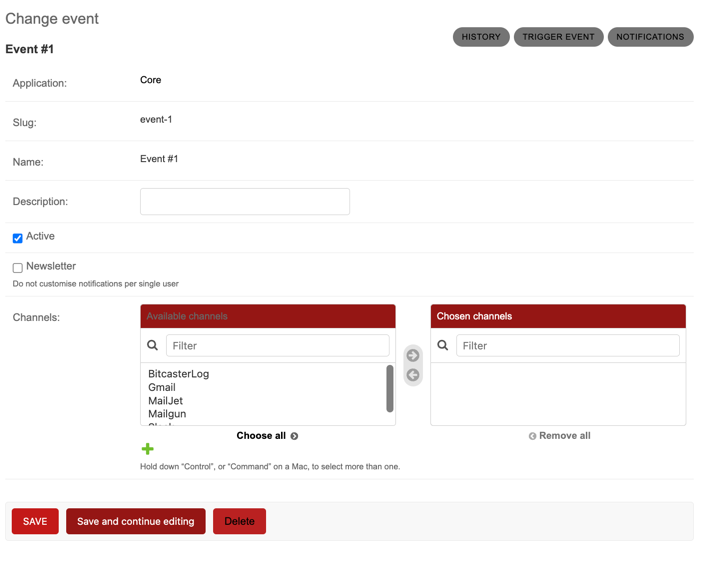 Change event
HISTORY TRIGGER EVENT NOTIFICATIONS
Event #1
Application: Core
Slug: event-1
Name: Event #1
Description:
Active
Newsletter
Do not customise notifications per single user
Channels:
Available channels
Filter
BitcasterLog
Gmail
MailJet
Mailgun
Choose all
Chosen channels
Filter
Remove all
Hold down “Control”, or “Command” on a Mac, to select more than one.
SAVE Save and continue editing Delete